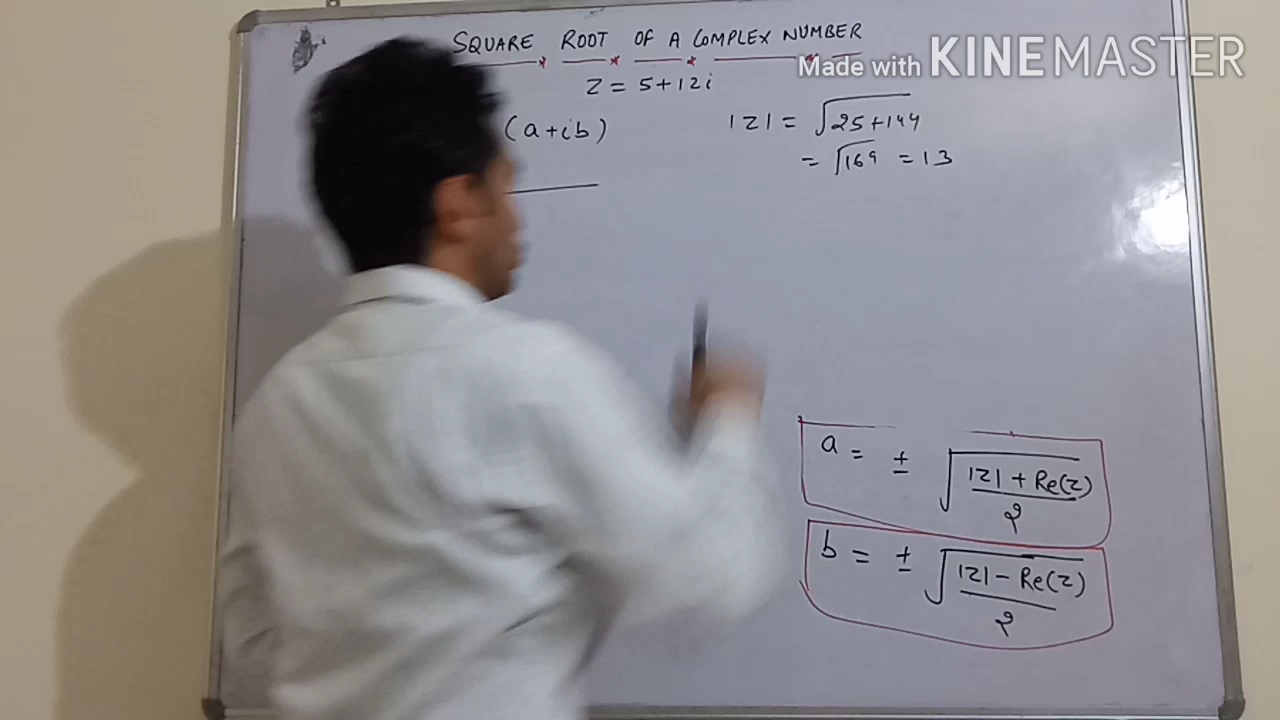 SQUARE ROOT OF A COMPLEX NUMBER
Made with KINEMASTER
Z = 5+12i
(a+ib)
|z| = √25+144
= √169 = 13
a = ± √|z| + Re(z)
2
b = ± √|z| - Re(z)
2